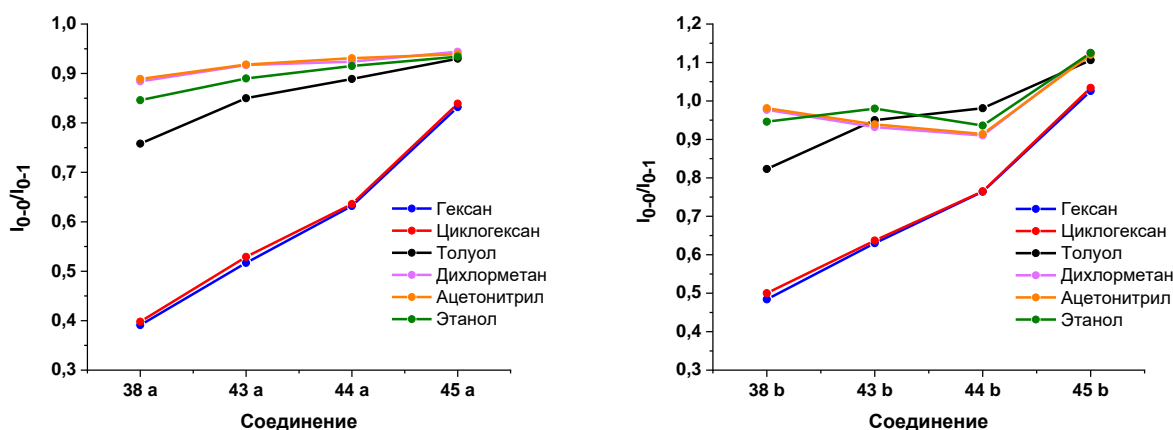 1,0
0,9
0,8
0,7
0,6
0,5
0,4
0,3
I0-0/I0-1
38 a
43 a
44 a
45 a
Соединение
Гексан
Циклогексан
Толуол
Дихлорметан
Ацетонитрил
Этанол
1,2
1,1
1,0
0,9
0,8
0,7
0,6
0,5
0,4
0,3
I0-0/I0-1
38 b
43 b
44 b
45 b
Соединение
Гексан
Циклогексан
Толуол
Дихлорметан
Ацетонитрил
Этанол